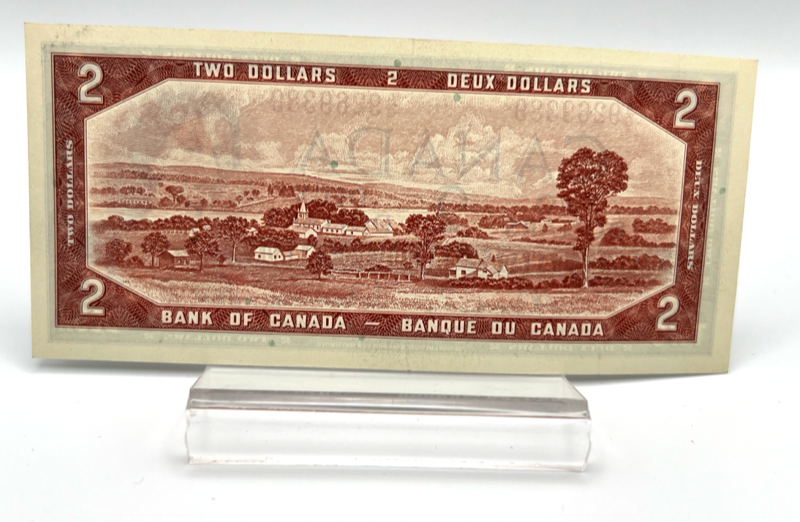 2 TWO DOLLARS 2 DEUX DOLLARS 2
TWO DOLLARS
CANADA
DEUX DOLLARS
2 BANK OF CANADA — BANQUE DU CANADA 2